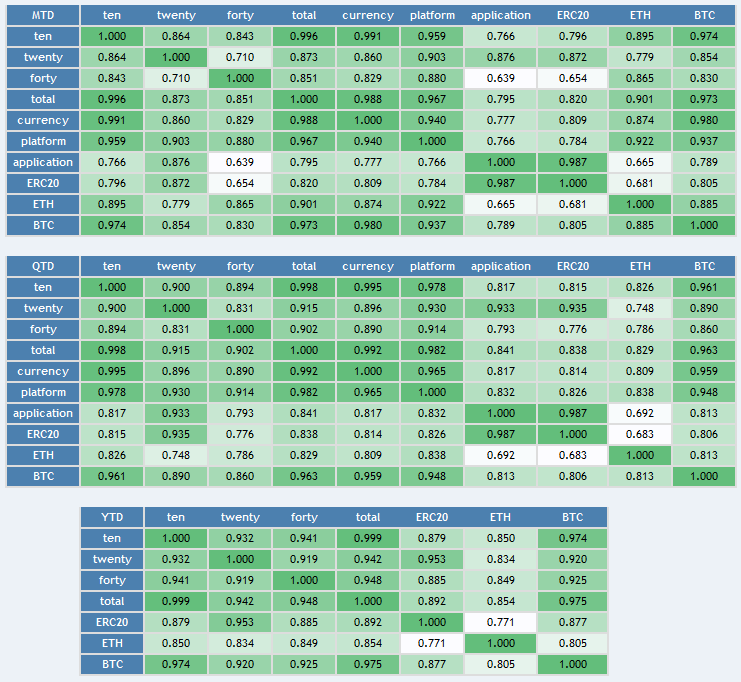 MTD ten twenty forty total currency platform application ERC20 ETH BTC
ten 1.000 0.864 0.843 0.996 0.991 0.959 0.766 0.796 0.895 0.974
twenty 0.864 1.000 0.710 0.873 0.860 0.903 0.876 0.872 0.779 0.854
forty 0.843 0.710 1.000 0.851 0.829 0.880 0.639 0.654 0.865 0.830
total 0.996 0.873 0.851 1.000 0.988 0.967 0.795 0.820 0.901 0.973
currency 0.991 0.860 0.829 0.988 1.000 0.940 0.777 0.809 0.874 0.980
platform 0.959 0.903 0.880 0.967 0.940 1.000 0.766 0.784 0.922 0.937
application 0.766 0.876 0.639 0.795 0.777 0.766 1.000 0.987 0.665 0.789
ERC20 0.796 0.872 0.654 0.820 0.809 0.784 0.987 1.000 0.681 0.805
ETH 0.895 0.779 0.865 0.901 0.874 0.922 0.665 0.681 1.000 0.885
BTC 0.974 0.854 0.830 0.973 0.980 0.937 0.789 0.805 0.885 1.000
QTD ten twenty forty total currency platform application ERC20 ETH BTC
ten 1.000 0.900 0.894 0.998 0.995 0.978 0.817 0.815 0.826 0.961
twenty 0.900 1.000 0.831 0.915 0.896 0.930 0.933 0.935 0.748 0.890
forty 0.894 0.831 1.000 0.902 0.890 0.914 0.793 0.776 0.786 0.860
total 0.998 0.915 0.902 1.000 0.992 0.982 0.841 0.838 0.829 0.963
currency 0.995 0.896 0.890 0.992 1.000 0.965 0.817 0.814 0.809 0.959
platform 0.978 0.930 0.914 0.982 0.965 1.000 0.832 0.826 0.838 0.948
application 0.817 0.933 0.793 0.841 0.817 0.832 1.000 0.987 0.692 0.813
ERC20 0.815 0.935 0.776 0.838 0.814 0.826 0.987 1.000 0.683 0.806
ETH 0.826 0.748 0.786 0.829 0.809 0.838 0.692 0.683 1.000 0.813
BTC 0.961 0.890 0.860 0.963 0.959 0.948 0.813 0.806 0.813 1.000
YTD ten twenty forty total ERC20 ETH BTC
ten 1.000 0.932 0.941 0.999 0.879 0.850 0.974
twenty 0.932 1.000 0.919 0.942 0.953 0.834 0.920
forty 0.941 0.919 1.000 0.948 0.885 0.849 0.925
total 0.999 0.942 0.948 1.000 0.892 0.854 0.975
ERC20 0.879 0.953 0.885 0.892 1.000 0.771 0.877
ETH 0.850 0.834 0.849 0.854 0.771 1.000 0.805
BTC 0.974 0.920 0.925 0.975 0.877 0.805 1.000